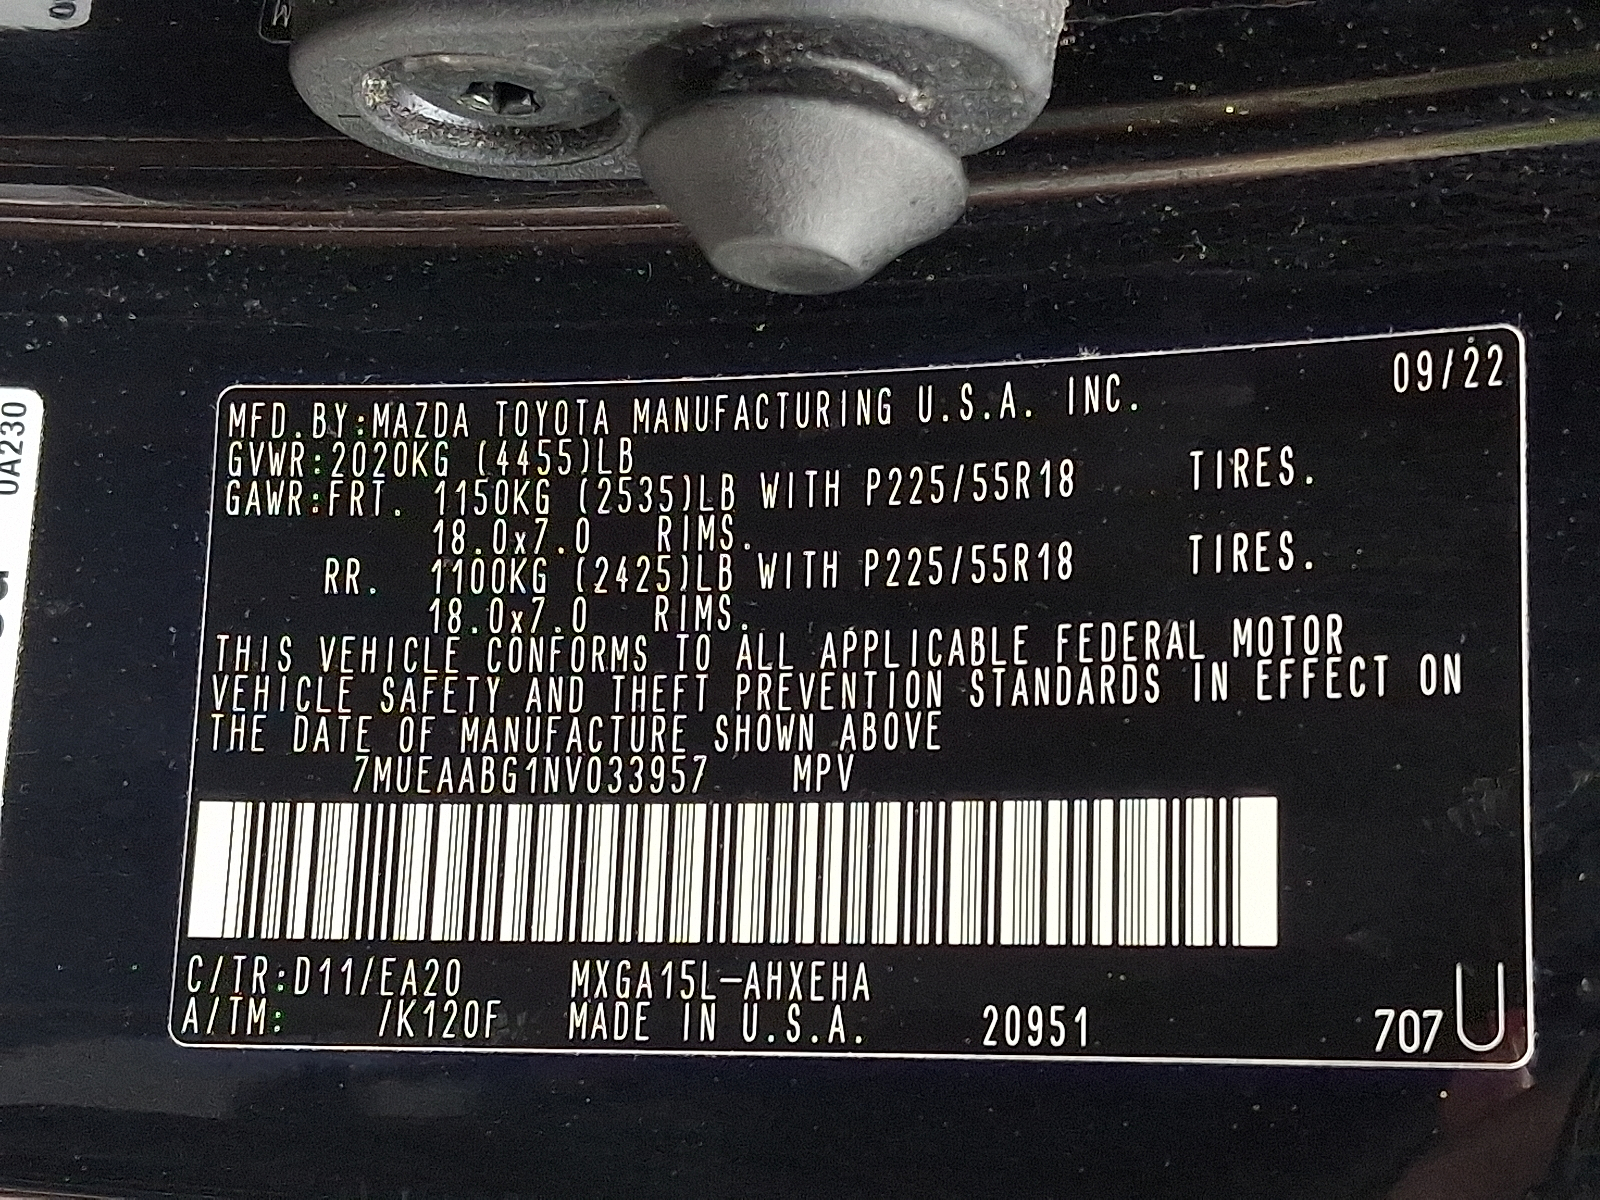 09/22
MFD.BY:MAZDA TOYOTA MANUFACTURING U.S.A. INC.
GVWR:2020KG (4455)LB
GAWR:FRT. 1150KG (2535)LB WITH P225/55R18 TIRES.
18.0x7.0 RIMS.
RR. 1100KG (2425)LB WITH P225/55R18 TIRES.
18.0x7.0 RIMS.
THIS VEHICLE CONFORMS TO ALL APPLICABLE FEDERAL MOTOR
VEHICLE SAFETY AND THEFT PREVENTION STANDARDS IN EFFECT ON
THE DATE OF MANUFACTURE SHOWN ABOVE
7MUEAABG1NV033957 MPV
C/TR:D11/EA20 MXGA15L-AHXEHA
A/TM: /K120F MADE IN U.S.A. 20951 707 U
0A230